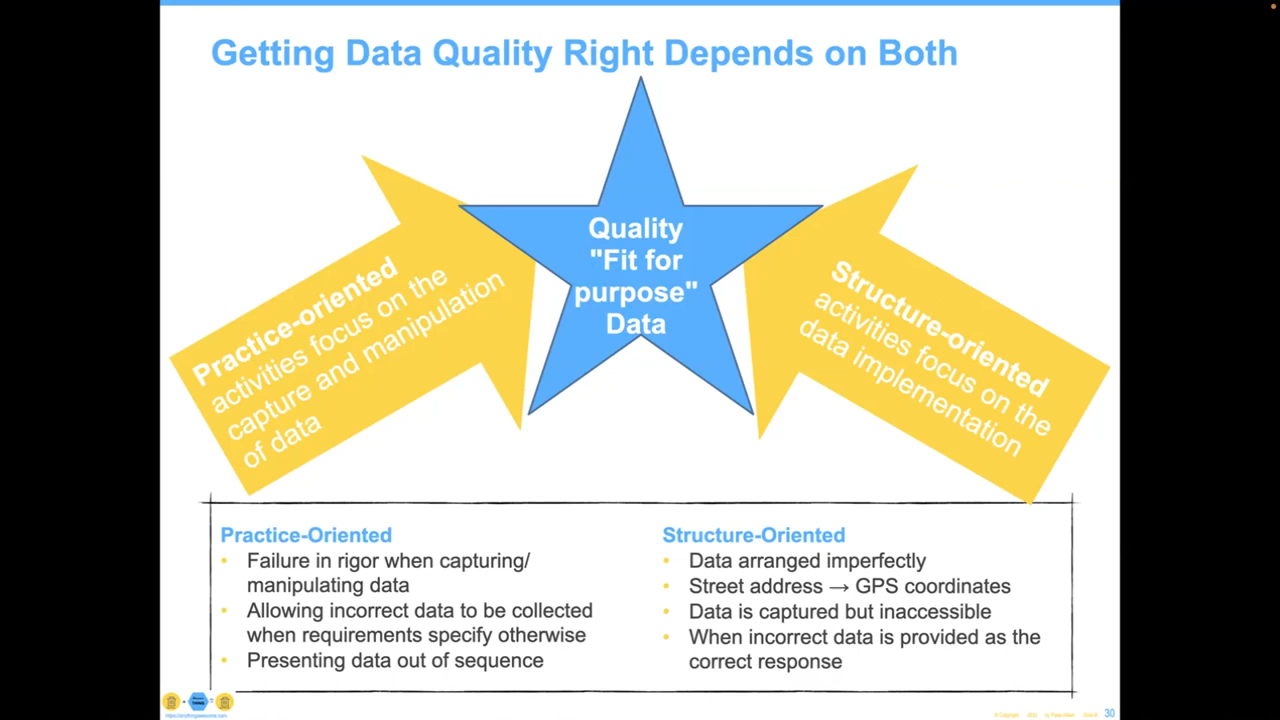 Getting Data Quality Right Depends on Both
Practice-oriented
activities focus on the
capture and manipulation
of data
Quality
"Fit for
purpose"
Data
Structure-oriented
activities focus on the
data implementation
Practice-Oriented
• Failure in rigor when capturing/
manipulating data
• Allowing incorrect data to be collected
when requirements specify otherwise
• Presenting data out of sequence
Structure-Oriented
• Data arranged imperfectly
• Street address → GPS coordinates
• Data is captured but inaccessible
• When incorrect data is provided as the
correct response
30